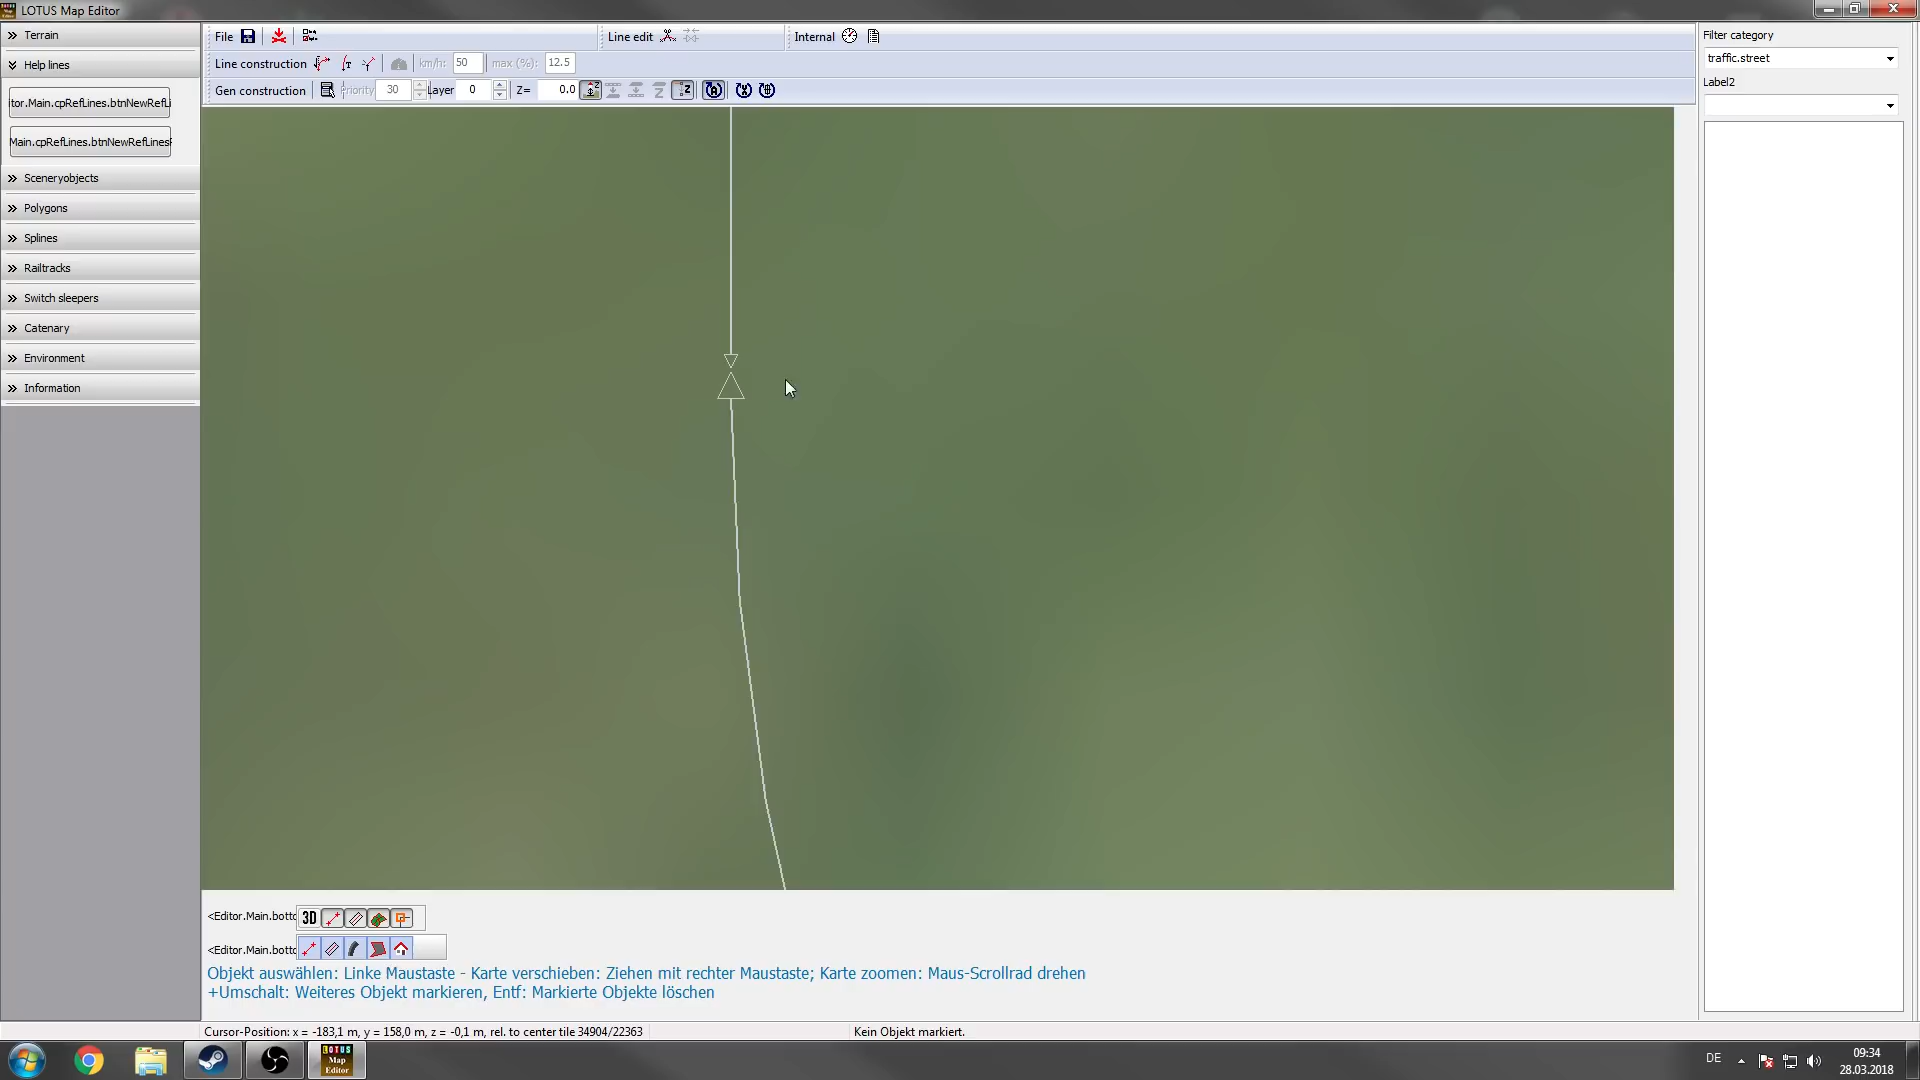 LOTUS Map Editor
Terrain
Help lines
itor.Main.cpRefLines.btnNewRefLi
Main.cpRefLines.btnNewRefLinesF
Sceneryobjects
Polygons
Splines
Railtracks
Switch sleepers
Catenary
Environment
Information
File
Line edit
Internal
Line construction
km/h: 50
max (%): 12.5
Gen construction
Priority 30
Layer 0
Z= 0.0
Filter category
traffic.street
Label2
<Editor.Main.botto
3D
<Editor.Main.botto
Objekt auswählen: Linke Maustaste - Karte verschieben: Ziehen mit rechter Maustaste; Karte zoomen: Maus-Scrollrad drehen
+Umschalt: Weiteres Objekt markieren, Entf: Markierte Objekte löschen
Cursor-Position: x = -183,1 m, y = 158,0 m, z = -0,1 m, rel. to center tile 34904/22363
Kein Objekt markiert.
LOTUS
Map
Editor
DE
09:34
28.03.2018